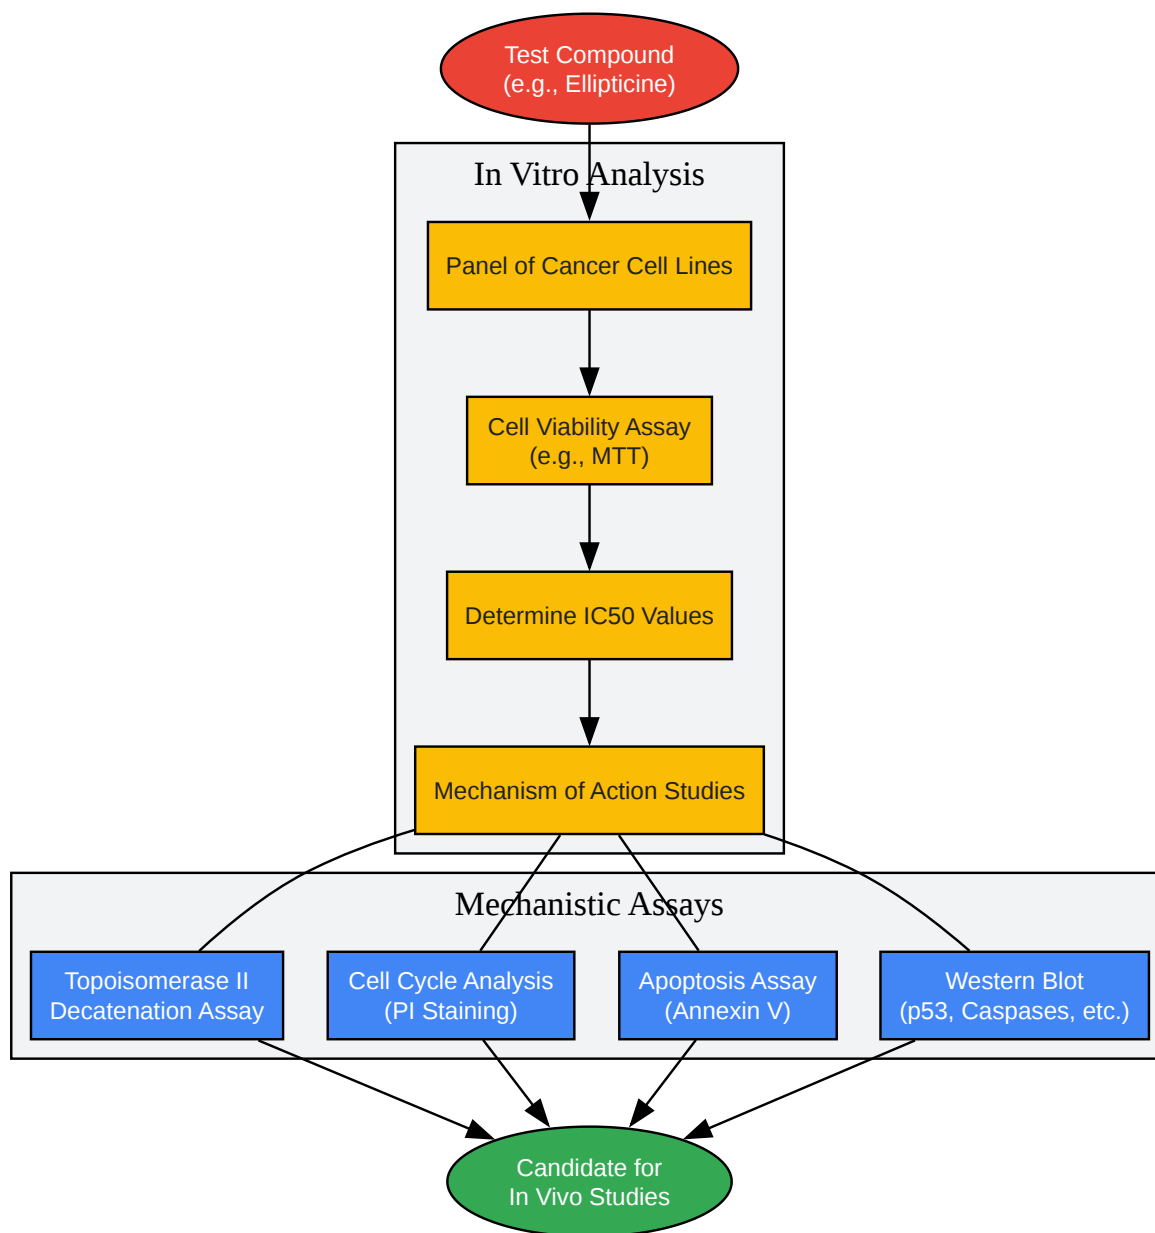 Test Compound
(e.g., Ellipticine)
In Vitro Analysis
Panel of Cancer Cell Lines
Cell Viability Assay
(e.g., MTT)
Determine IC50 Values
Mechanism of Action Studies
Mechanistic Assays
Topoisomerase II
Decatenation Assay
Cell Cycle Analysis
(PI Staining)
Apoptosis Assay
(Annexin V)
Western Blot
(p53, Caspases, etc.)
Candidate for
In Vivo Studies